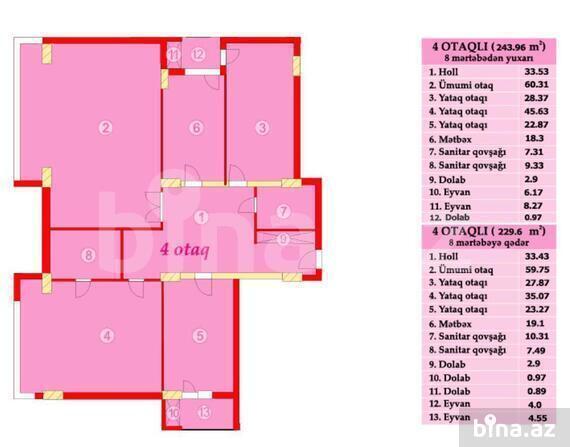 11
12
2
6
3
1
7
9
4 otaq
8
4
5
10
13
bina.az
4 OTAQLI ( 243.96 m²)
8 mərtəbədən yuxarı
1. Holl 33.53
2. Ümumi otaq 60.31
3. Yataq otaqı 28.37
4. Yataq otaqı 45.63
5. Yataq otaqı 22.87
6. Mətbəx 18.3
7. Sanitar qovşağı 7.31
8. Sanitar qovşağı 9.33
9. Dolab 2.9
10. Eyvan 6.17
11. Eyvan 8.27
12. Dolab 0.97
4 OTAQLI ( 229.6 m²)
8 mərtəbəyə qədər
1. Holl 33.43
2. Ümumi otaq 59.75
3. Yataq otaqı 27.87
4. Yataq otaqı 35.07
5. Yataq otaqı 23.27
6. Mətbəx 19.1
7. Sanitar qovşağı 10.31
8. Sanitar qovşağı 7.49
9. Dolab 2.9
10. Dolab 0.97
11. Dolab 0.89
12. Eyvan 4.0
13. Eyvan 4.55
bina.az